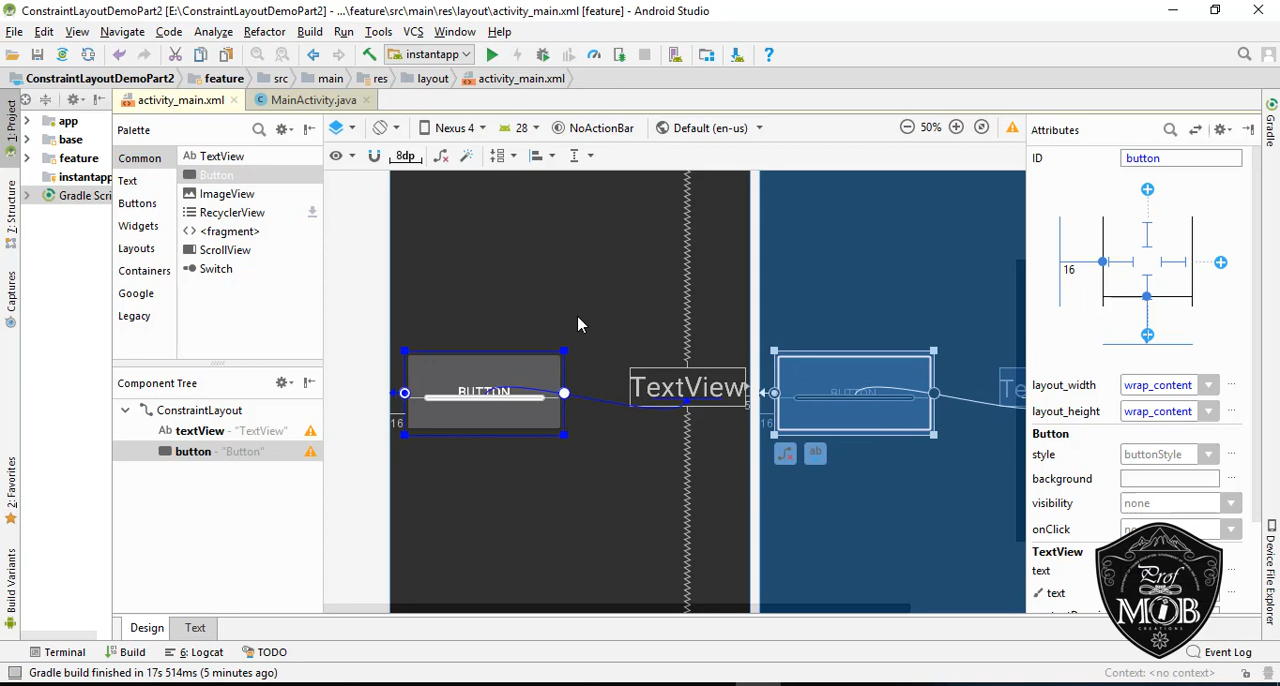 ConstraintLayoutDemoPart2 [E:\ConstraintLayoutDemoPart2] - ...\feature\src\main\res\layout\activity_main.xml [feature] - Android Studio
File Edit View Navigate Code Analyze Refactor Build Run Tools VCS Window Help
instantapp
ConstraintLayoutDemoPart2 feature src main res layout activity_main.xml
activity_main.xml MainActivity.java
1: Project
Z: Structure
Captures
2: Favorites
Build Variants
app
base
feature
instantapp
Gradle Scri
Palette
Common
Text
Buttons
Widgets
Layouts
Containers
Google
Legacy
Ab TextView
Button
ImageView
RecyclerView
<fragment>
ScrollView
Switch
Component Tree
ConstraintLayout
Ab textView - "TextView"
button - "Button"
Nexus 4 28 NoActionBar Default (en-us) 50%
8dp
BUTTON
TextView
16
BUTTON
16
ab
Attributes
ID button
16
layout_width wrap_content
layout_height wrap_content
Button
style buttonStyle
background
visibility none
onClick
TextView
text
text
Prof
MOB
CREATIONS
Gradle
Device File Explorer
Design Text
Terminal Build 6: Logcat TODO Event Log
Gradle build finished in 17s 514ms (5 minutes ago) Context: <no context>